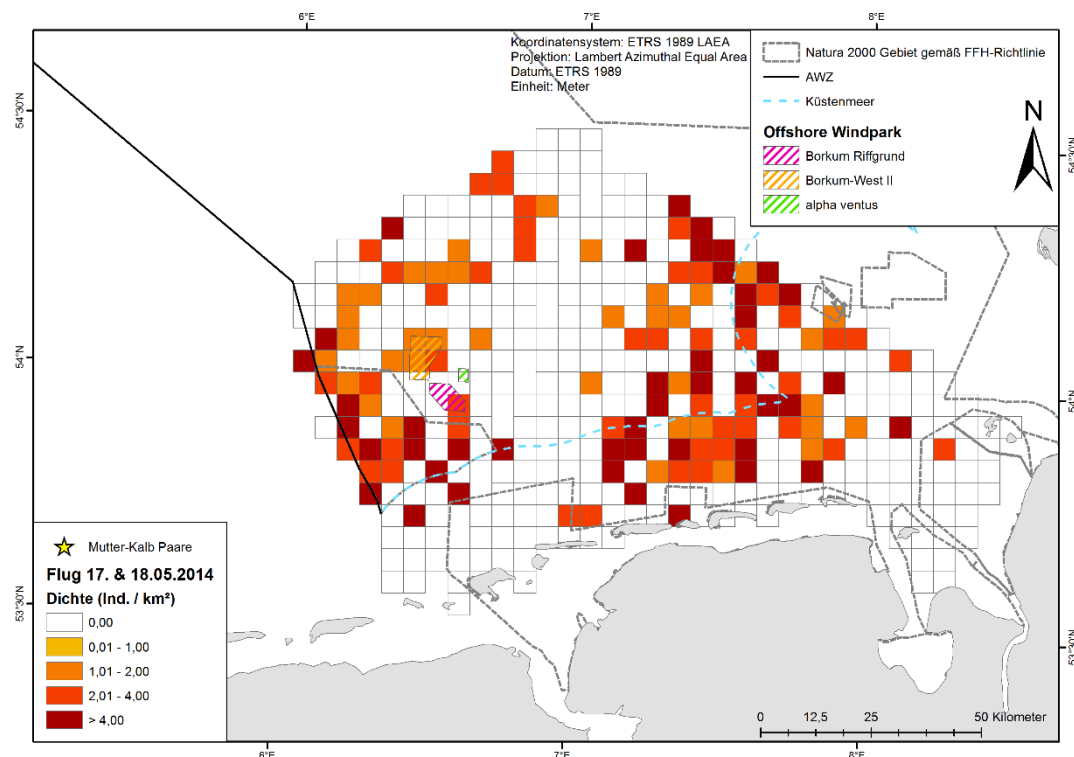 6°E
7°E
8°E
Koordinatensystem: ETRS 1989 LAEA
Projektion: Lambert Azimuthal Equal Area
Datum: ETRS 1989
Einheit: Meter
Natura 2000 Gebiet gemäß FFH-Richtlinie
AWZ
Küstenmeer
Offshore Windpark
Borkum Riffgrund
Borkum-West II
alpha ventus
N
54°30'N
54°30'N
54°N
54°N
53°30'N
53°30'N
Mutter-Kalb Paare
Flug 17. & 18.05.2014
Dichte (Ind. / km²)
0,00
0,01 - 1,00
1,01 - 2,00
2,01 - 4,00
> 4,00
0 12,5 25 50 Kilometer
6°E
7°E
8°E